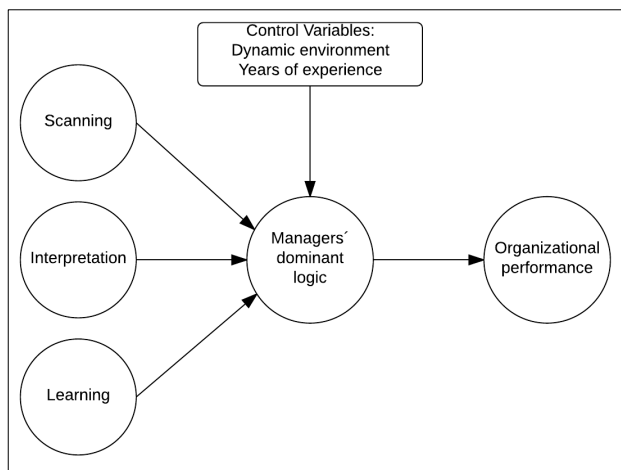 Control Variables:
Dynamic environment
Years of experience
Scanning
Interpretation
Learning
Managers´
dominant
logic
Organizational
performance